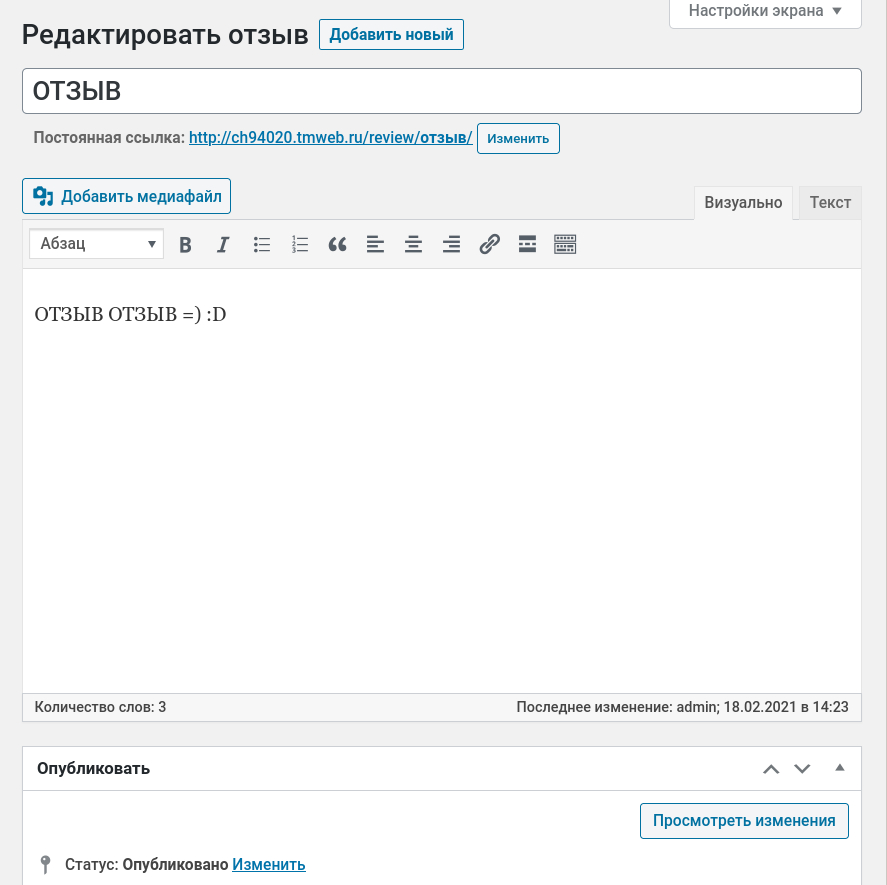 Настройки экрана
Редактировать отзыв Добавить новый
ОТЗЫВ
Постоянная ссылка: http://ch94020.tmweb.ru/review/отзыв/ Изменить
Добавить медиафайл
Визуально Текст
Абзац
ОТЗЫВ ОТЗЫВ =) :D
Количество слов: 3 Последнее изменение: admin; 18.02.2021 в 14:23
Опубликовать
Просмотреть изменения
Статус: Опубликовано Изменить